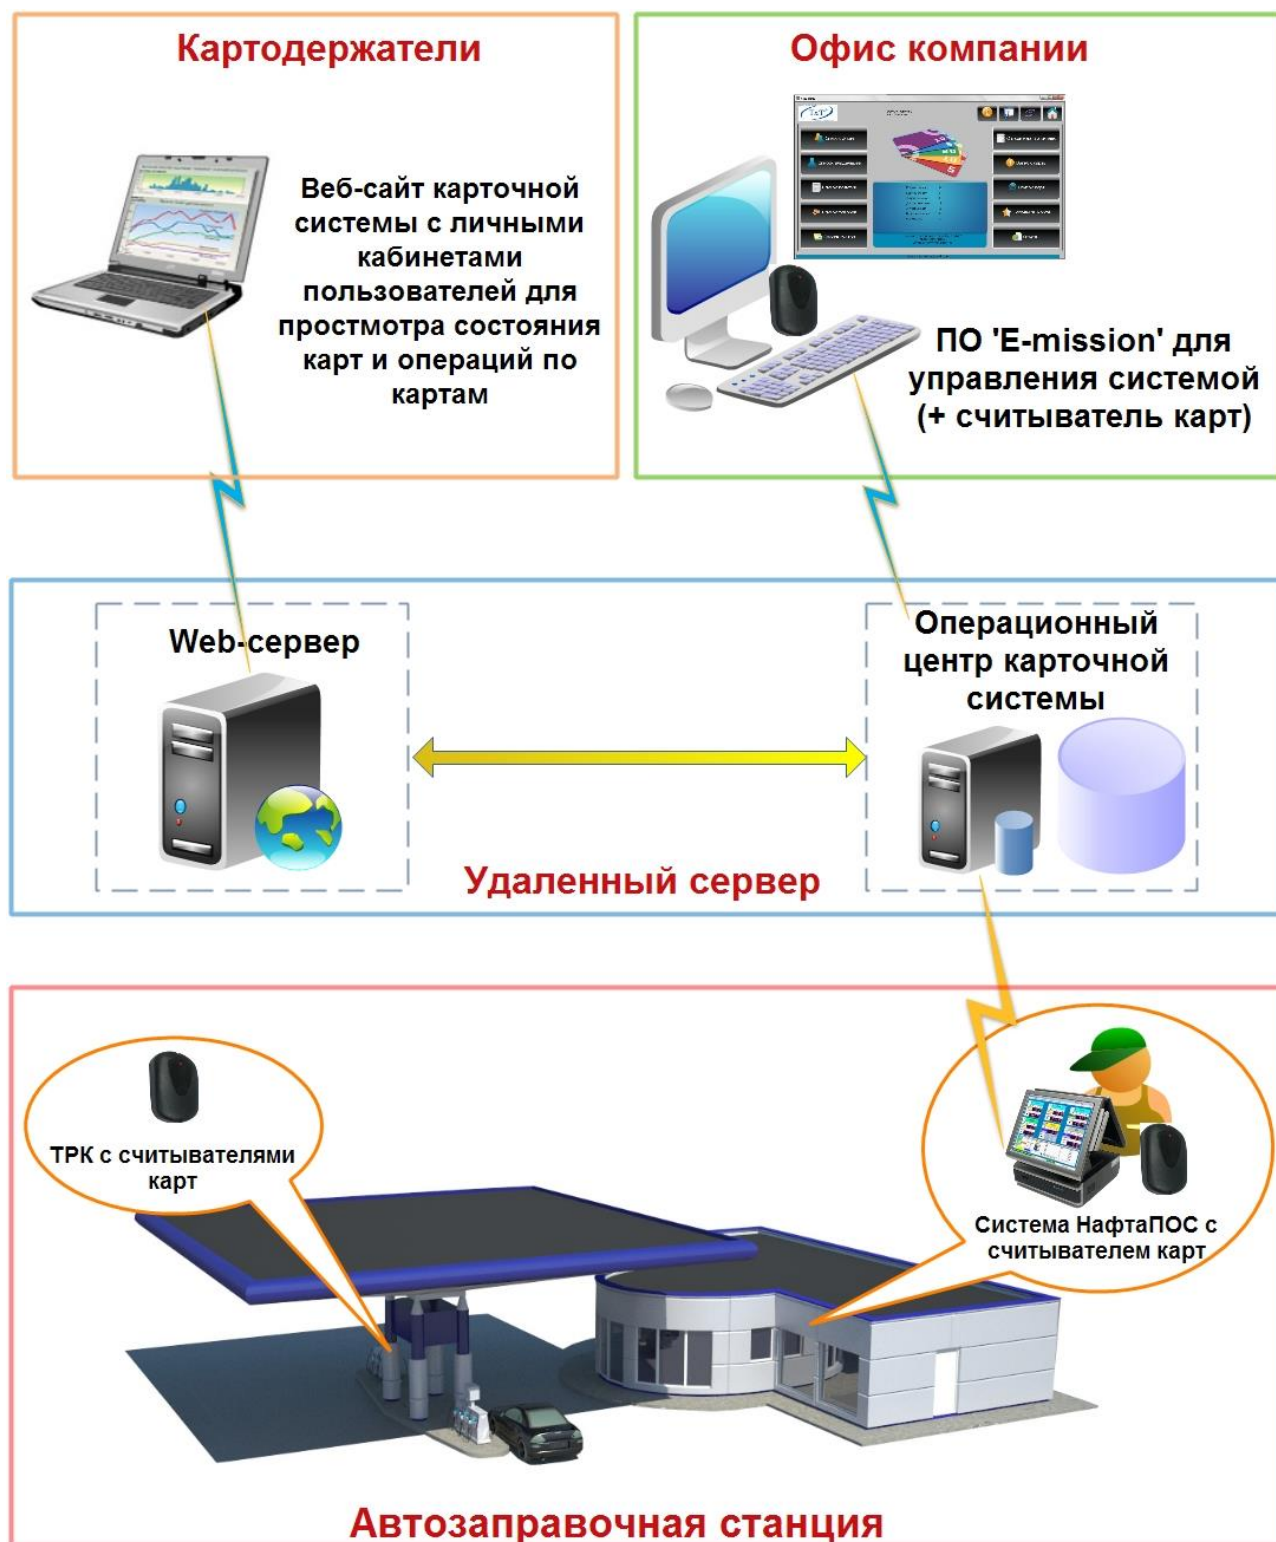 Картодержатели
Веб-сайт карточной
системы с личными
кабинетами
пользователей для
простмотра состояния
карт и операций по
картам
Офис компании
ПО 'E-mission' для
управления системой
(+ считыватель карт)
Web-сервер
Операционный
центр карточной
системы
Удаленный сервер
ТРК с считывателями
карт
Система НафтаПОС с
считывателем карт
Автозаправочная станция